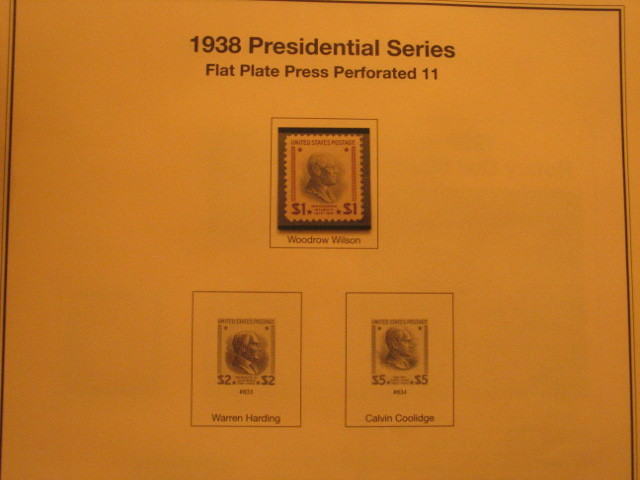 1938 Presidential Series
Flat Plate Press Perforated 11
UNITED STATES POSTAGE
$1 $1
Woodrow Wilson
UNITED STATES POSTAGE
$2 $2
#833
Warren Harding
UNITED STATES POSTAGE
$5 $5
#834
Calvin Coolidge